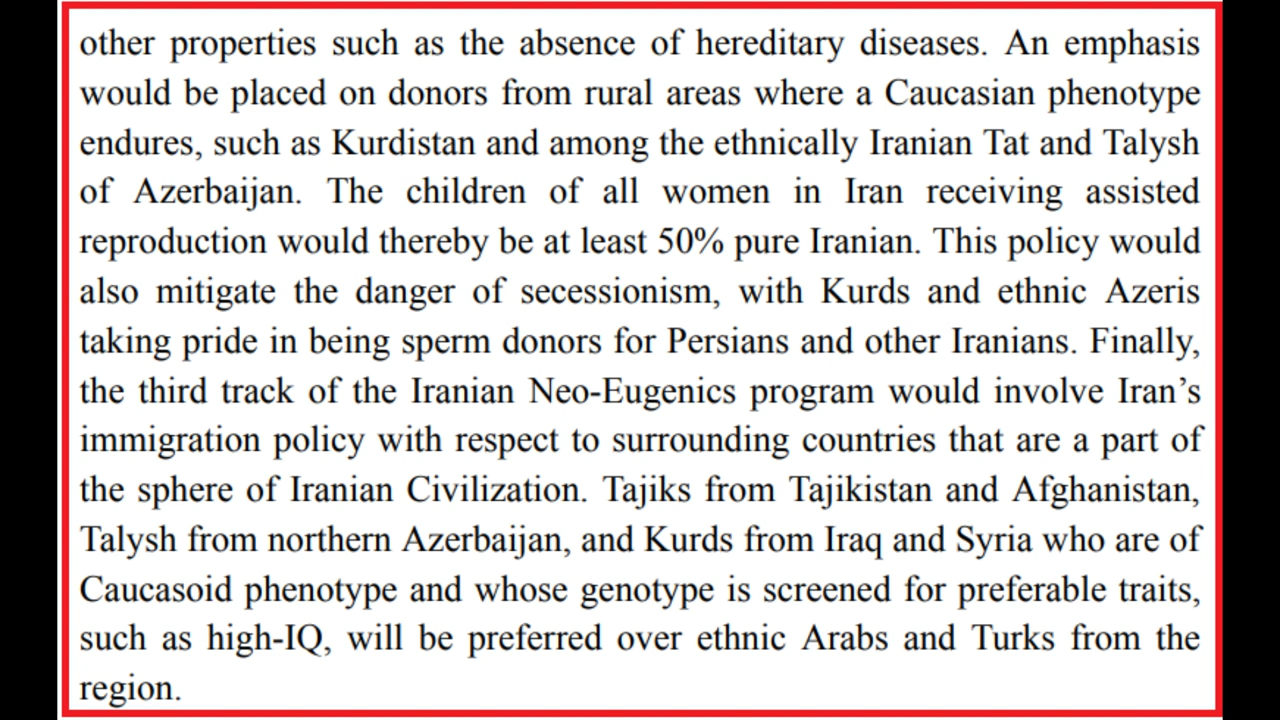 other properties such as the absence of hereditary diseases. An emphasis
would be placed on donors from rural areas where a Caucasian phenotype
endures, such as Kurdistan and among the ethnically Iranian Tat and Talysh
of Azerbaijan. The children of all women in Iran receiving assisted
reproduction would thereby be at least 50% pure Iranian. This policy would
also mitigate the danger of secessionism, with Kurds and ethnic Azeris
taking pride in being sperm donors for Persians and other Iranians. Finally,
the third track of the Iranian Neo-Eugenics program would involve Iran’s
immigration policy with respect to surrounding countries that are a part of
the sphere of Iranian Civilization. Tajiks from Tajikistan and Afghanistan,
Talysh from northern Azerbaijan, and Kurds from Iraq and Syria who are of
Caucasoid phenotype and whose genotype is screened for preferable traits,
such as high-IQ, will be preferred over ethnic Arabs and Turks from the
region.